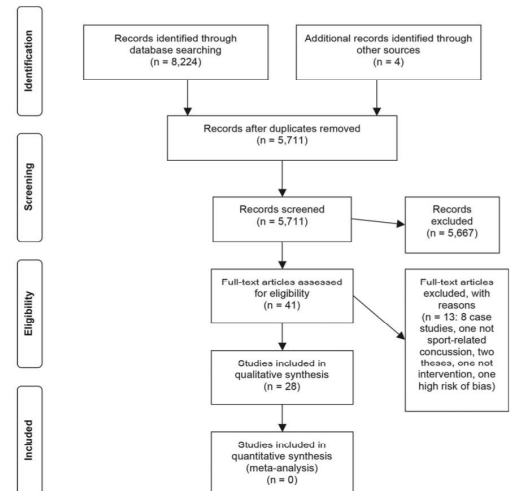 Identification
Records identified through
database searching
(n = 8,224)
Additional records identified through
other sources
(n = 4)
Records after duplicates removed
(n = 5,711)
Screening
Records screened
(n = 5,711)
Records
excluded
(n = 5,667)
Eligibility
Full-text articles assessed
for eligibility
(n = 41)
Full-text articles
excluded, with
reasons
(n = 13: 8 case
studies, one not
sport-related
concussion, two
theses, one not
intervention, one
high risk of bias)
Studies included in
qualitative synthesis
(n = 28)
Included
Studies included in
quantitative synthesis
(meta-analysis)
(n = 0)